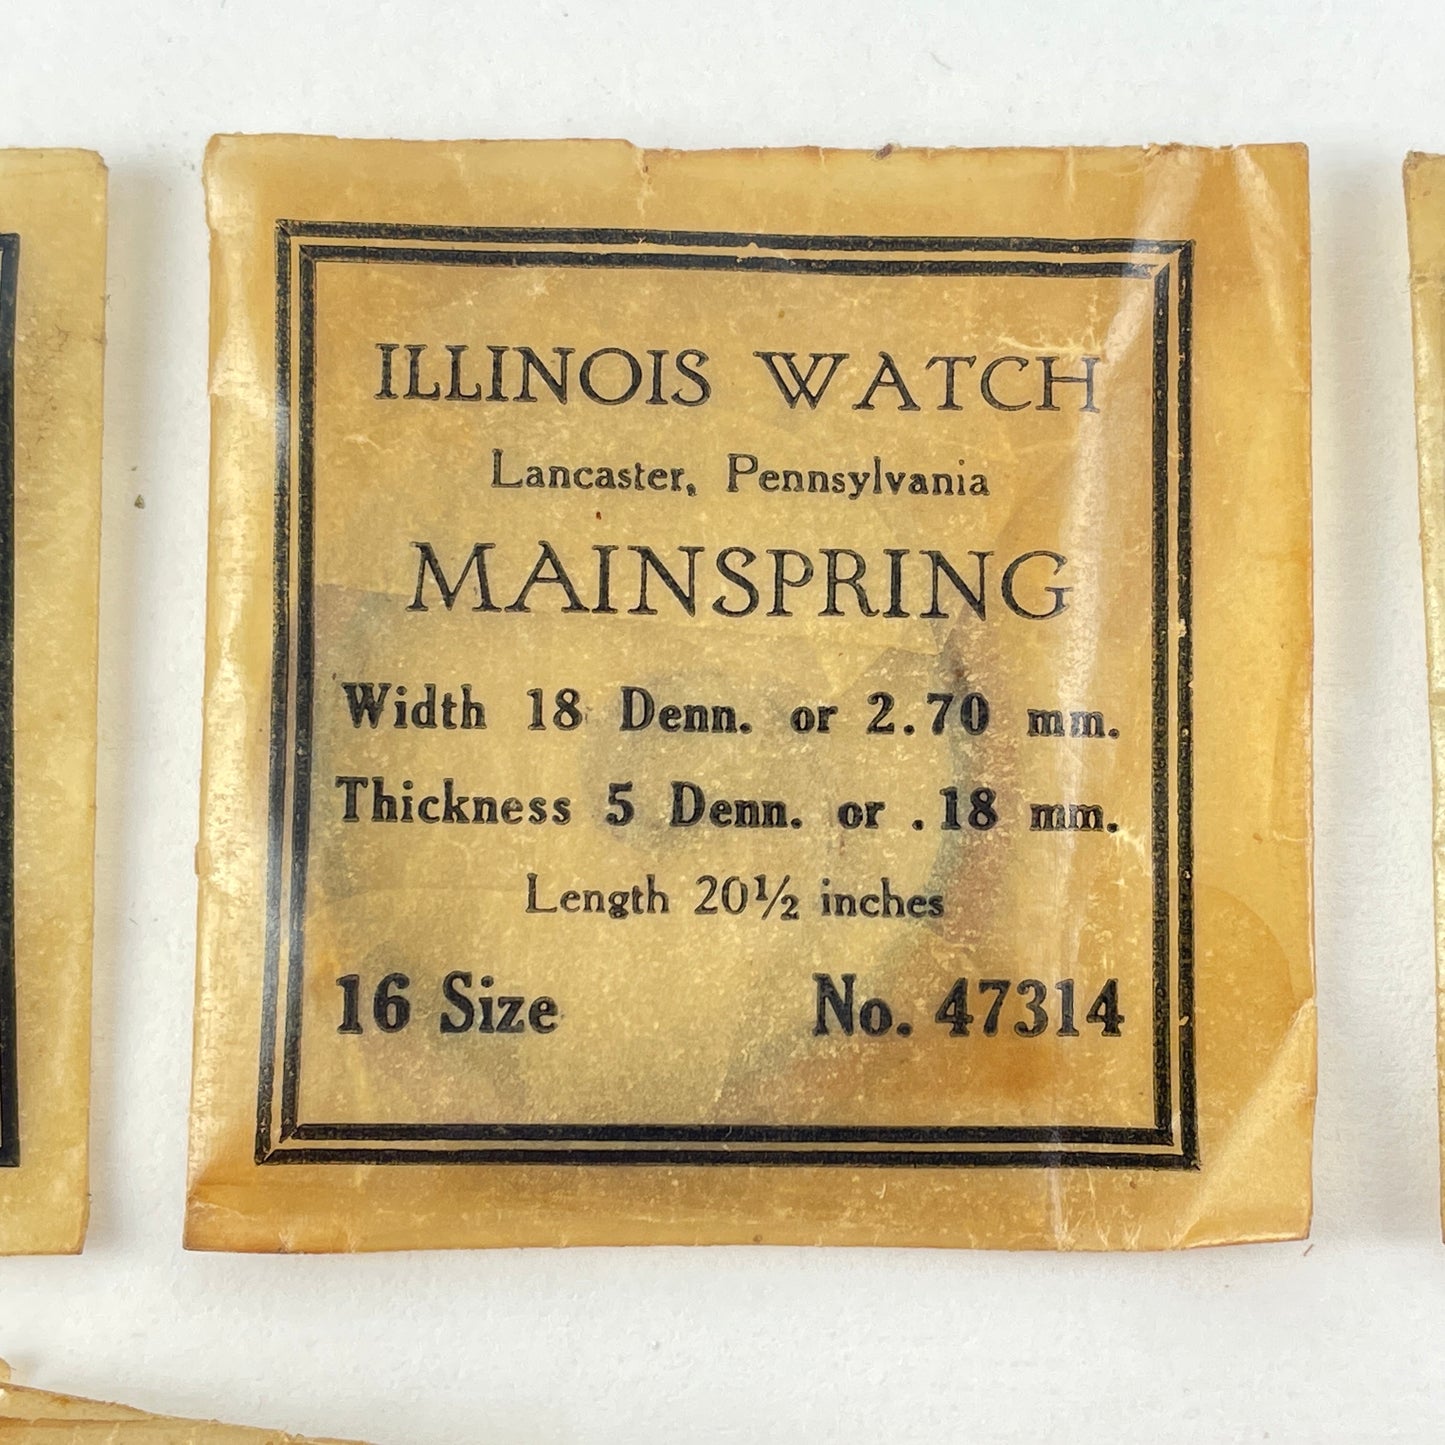 ILLINOIS WATCH
Lancaster, Pennsylvania
MAINSPRING
Width 18 Denn. or 2.70 mm.
Thickness 5 Denn. or .18 mm.
Length 20½ inches
16 Size No. 47314